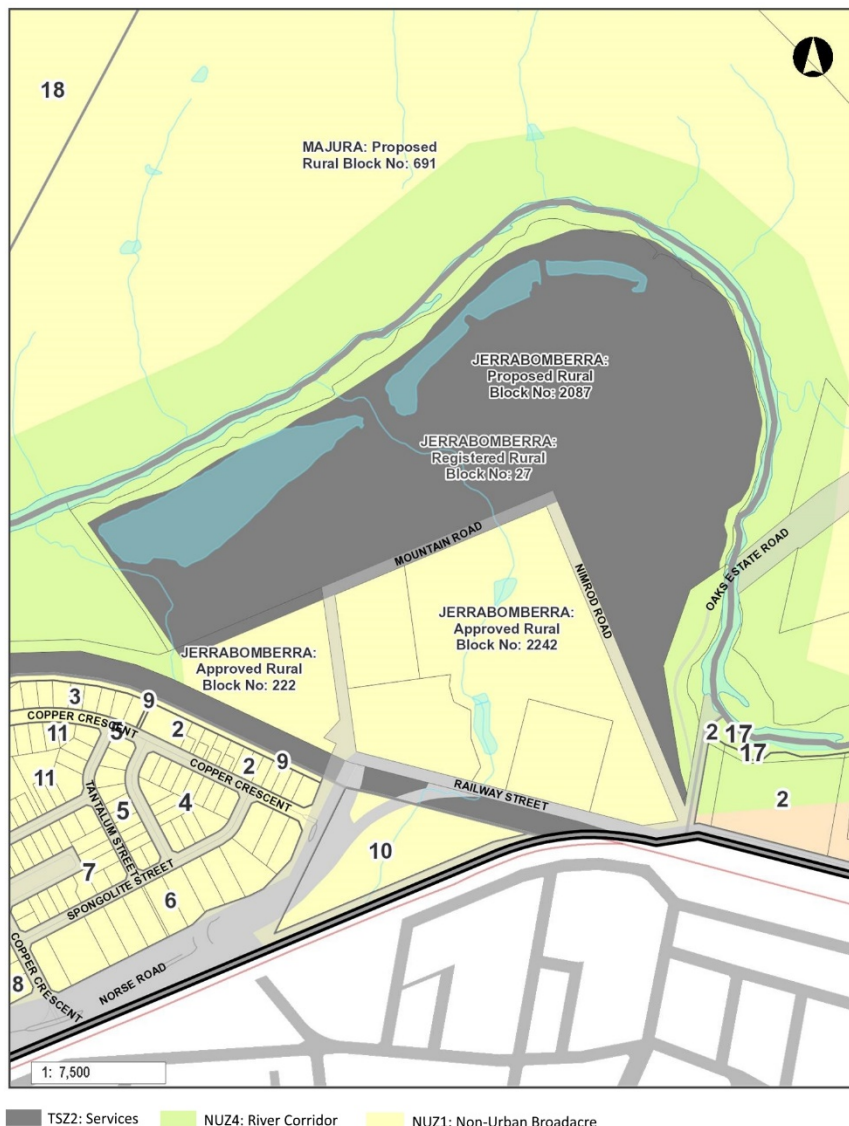 18
MAJURA: Proposed
Rural Block No: 691
JERRABOMBERRA:
Proposed Rural
Block No: 2087
JERRABOMBERRA:
Registered Rural
Block No: 27
MOUNTAIN ROAD
NIMROD ROAD
OAKS ESTATE ROAD
JERRABOMBERRA:
Approved Rural
Block No: 2242
JERRABOMBERRA:
Approved Rural
Block No: 222
3
9
2
COPPER CRESCENT
5
11
2
9
COPPER CRESCENT
11
5
4
TANTALUM STREET
7
SPONGOLITE STREET
6
COPPER CRESCENT
8
NORSE ROAD
10
RAILWAY STREET
2
17
17
2
1: 7,500
TSZ2: Services
NUZ4: River Corridor
NUZ1: Non-Urban Broadacre